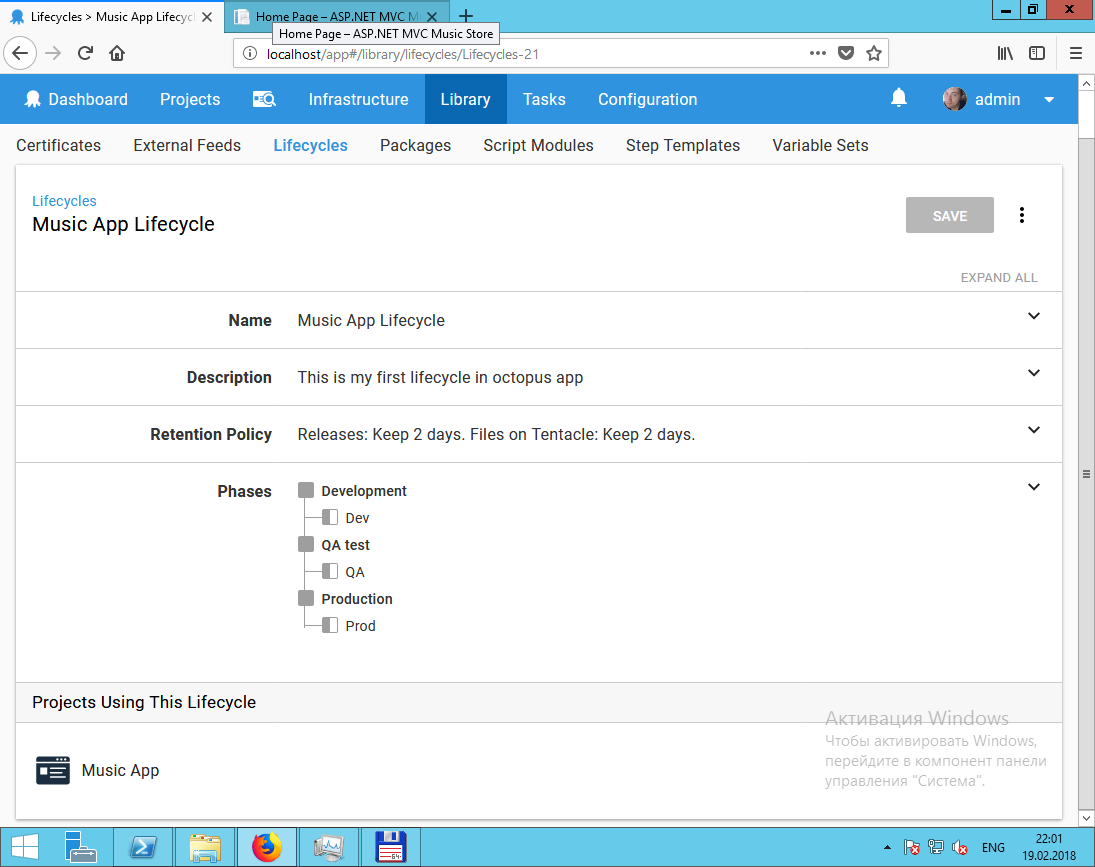 Lifecycles > Music App Lifecycl
Home Page – ASP.NET MVC M
Home Page – ASP.NET MVC Music Store
localhost/app#/library/lifecycles/Lifecycles-21
Dashboard Projects Infrastructure Library Tasks Configuration admin
Certificates External Feeds Lifecycles Packages Script Modules Step Templates Variable Sets
Lifecycles
Music App Lifecycle
SAVE
EXPAND ALL
Name Music App Lifecycle
Description This is my first lifecycle in octopus app
Retention Policy Releases: Keep 2 days. Files on Tentacle: Keep 2 days.
Phases Development
Dev
QA test
QA
Production
Prod
Projects Using This Lifecycle
Music App
Активация Windows
Чтобы активировать Windows,
перейдите в компонент панели
управления "Система".
64
ENG
22:01
19.02.2018